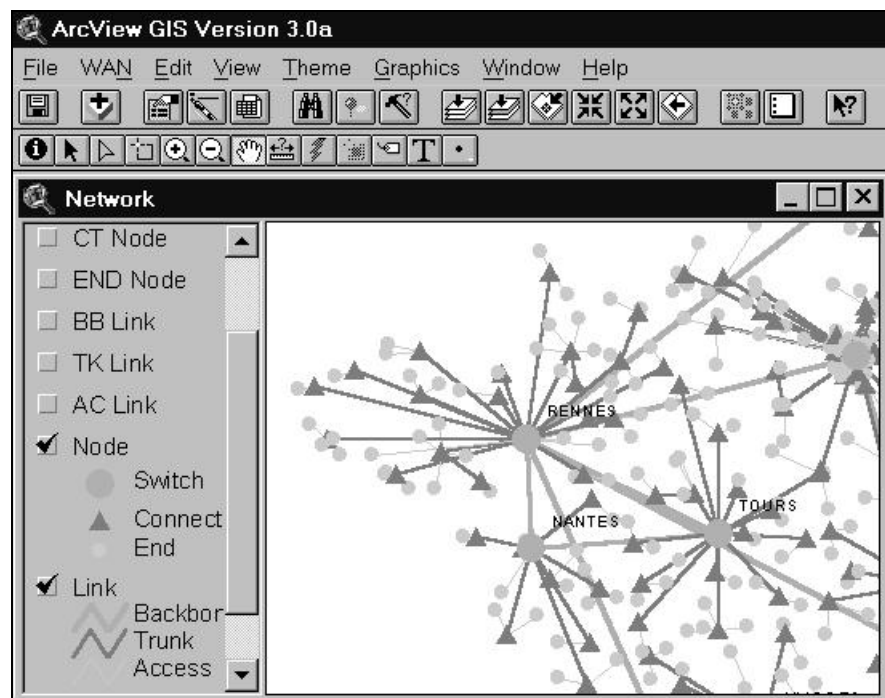 ArcView GIS Version 3.0a
File WAN Edit View Theme Graphics Window Help
T
Network
CT Node
END Node
BB Link
TK Link
AC Link
Node
Switch
Connect
End
Link
Backbor
Trunk
Access
RENNES
NANTES
TOURS